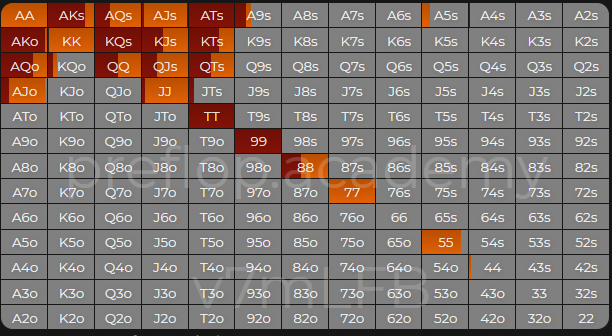 AA AKs AQs AJs ATs A9s A8s A7s A6s A5s A4s A3s A2s
AKo KK KQs KJs KTs K9s K8s K7s K6s K5s K4s K3s K2s
AQo KQo QQ QJs QTs Q9s Q8s Q7s Q6s Q5s Q4s Q3s Q2s
AJo KJo QJo JJ JTs J9s J8s J7s J6s J5s J4s J3s J2s
ATo KTo QTo JTo TT T9s T8s T7s T6s T5s T4s T3s T2s
A9o K9o Q9o J9o T9o 99 98s 97s 96s 95s 94s 93s 92s
A8o K8o Q8o J8o T8o 98o 88 87s 86s 85s 84s 83s 82s
preflop.academy
A7o K7o Q7o J7o T7o 97o 87o 77 76s 75s 74s 73s 72s
A6o K6o Q6o J6o T6o 96o 86o 76o 66 65s 64s 63s 62s
A5o K5o Q5o J5o T5o 95o 85o 75o 65o 55 54s 53s 52s
A4o K4o Q4o J4o T4o 94o 84o 74o 64o 54o 44 43s 42s
v7mLFB
A3o K3o Q3o J3o T3o 93o 83o 73o 63o 53o 43o 33 32s
A2o K2o Q2o J2o T2o 92o 82o 72o 62o 52o 42o 32o 22